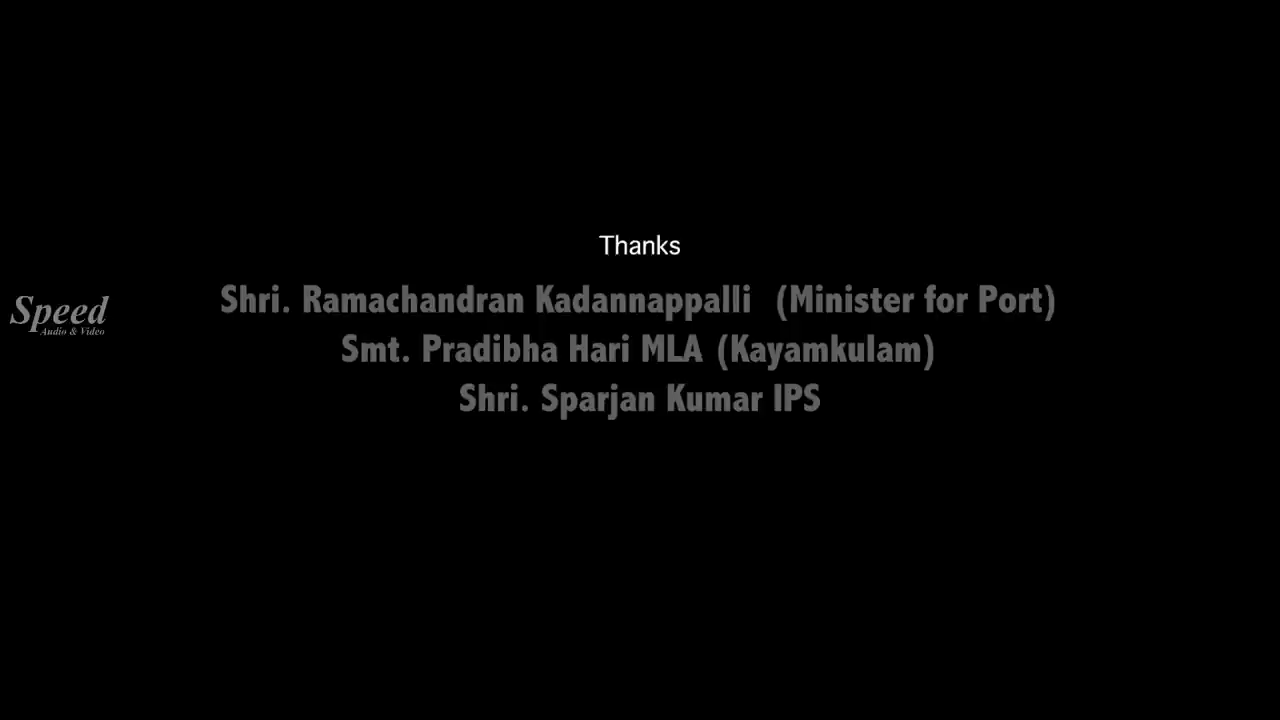 Thanks
Speed
Audio & Video
Shri. Ramachandran Kadannappalli (Minister for Port)
Smt. Pradibha Hari MLA (Kayamkulam)
Shri. Sparjan Kumar IPS